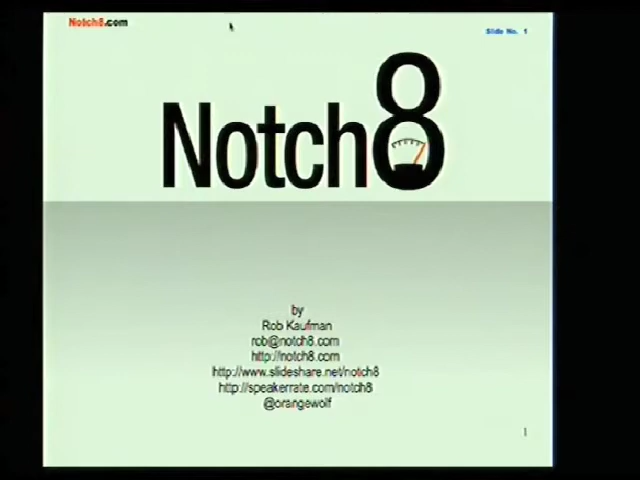 Notch8.com
Slide No. 1
Notch8
by
Rob Kaufman
rob@notch8.com
http://notch8.com
http://www.slideshare.net/notch8
http://speakerrate.com/notch8
@orangewolf
1